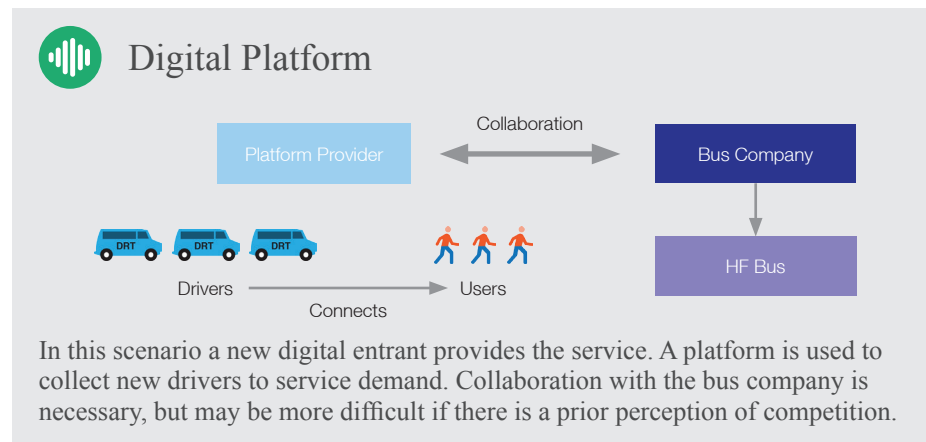 Digital Platform
Collaboration
Platform Provider
Bus Company
DRT DRT DRT
HF Bus
Drivers
Users
Connects
In this scenario a new digital entrant provides the service. A platform is used to
collect new drivers to service demand. Collaboration with the bus company is
necessary, but may be more difficult if there is a prior perception of competition.